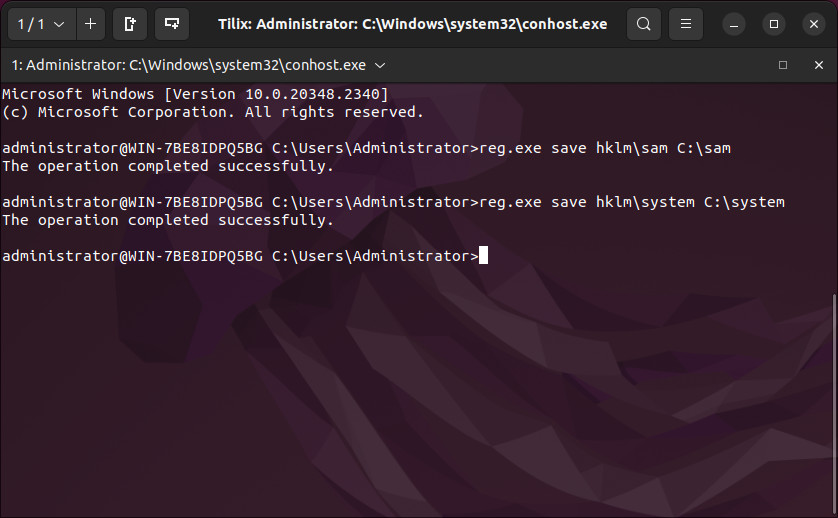 1 / 1
Tilix: Administrator: C:\Windows\system32\conhost.exe
1: Administrator: C:\Windows\system32\conhost.exe
Microsoft Windows [Version 10.0.20348.2340]
(c) Microsoft Corporation. All rights reserved.
administrator@WIN-7BE8IDPQ5BG C:\Users\Administrator>reg.exe save hklm\sam C:\sam
The operation completed successfully.
administrator@WIN-7BE8IDPQ5BG C:\Users\Administrator>reg.exe save hklm\system C:\system
The operation completed successfully.
administrator@WIN-7BE8IDPQ5BG C:\Users\Administrator>